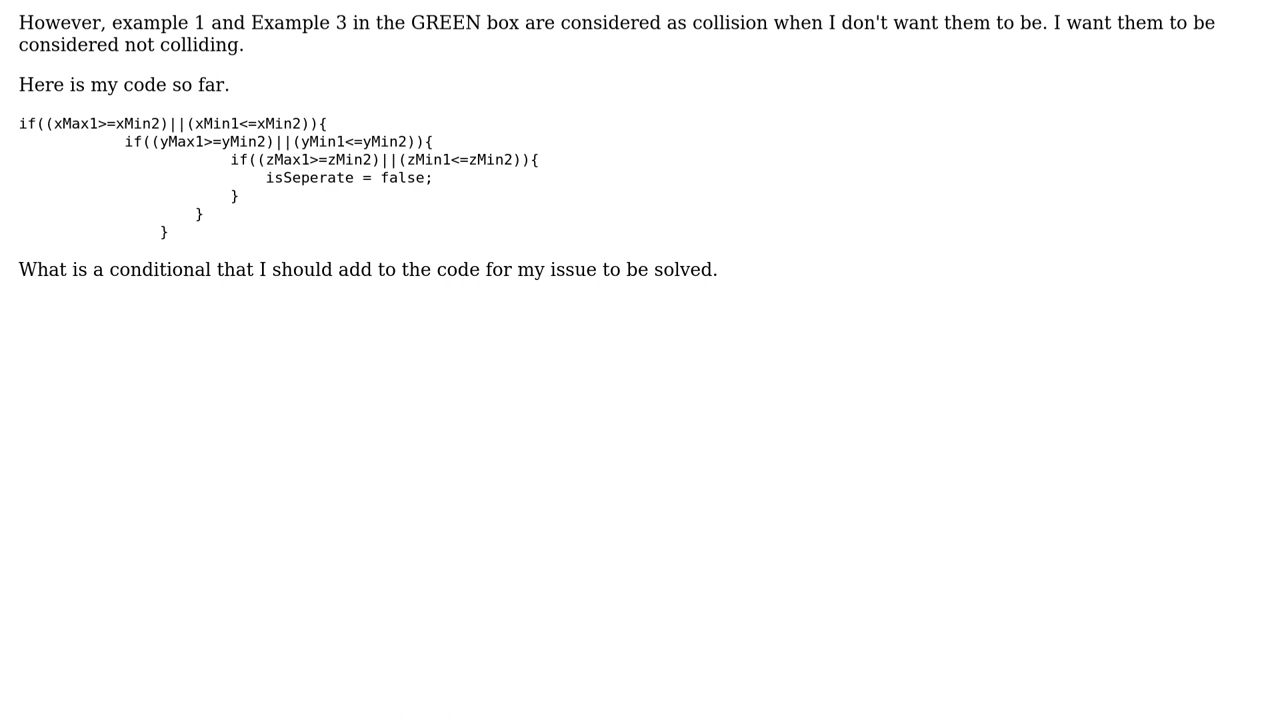 However, example 1 and Example 3 in the GREEN box are considered as collision when I don't want them to be. I want them to be
considered not colliding.
Here is my code so far.
if((xMax1>=xMin2)||(xMin1<=xMin2)){
            if((yMax1>=yMin2)||(yMin1<=yMin2)){
                        if((zMax1>=zMin2)||(zMin1<=zMin2)){
                            isSeperate = false;
                        }
                    }
                }
What is a conditional that I should add to the code for my issue to be solved.